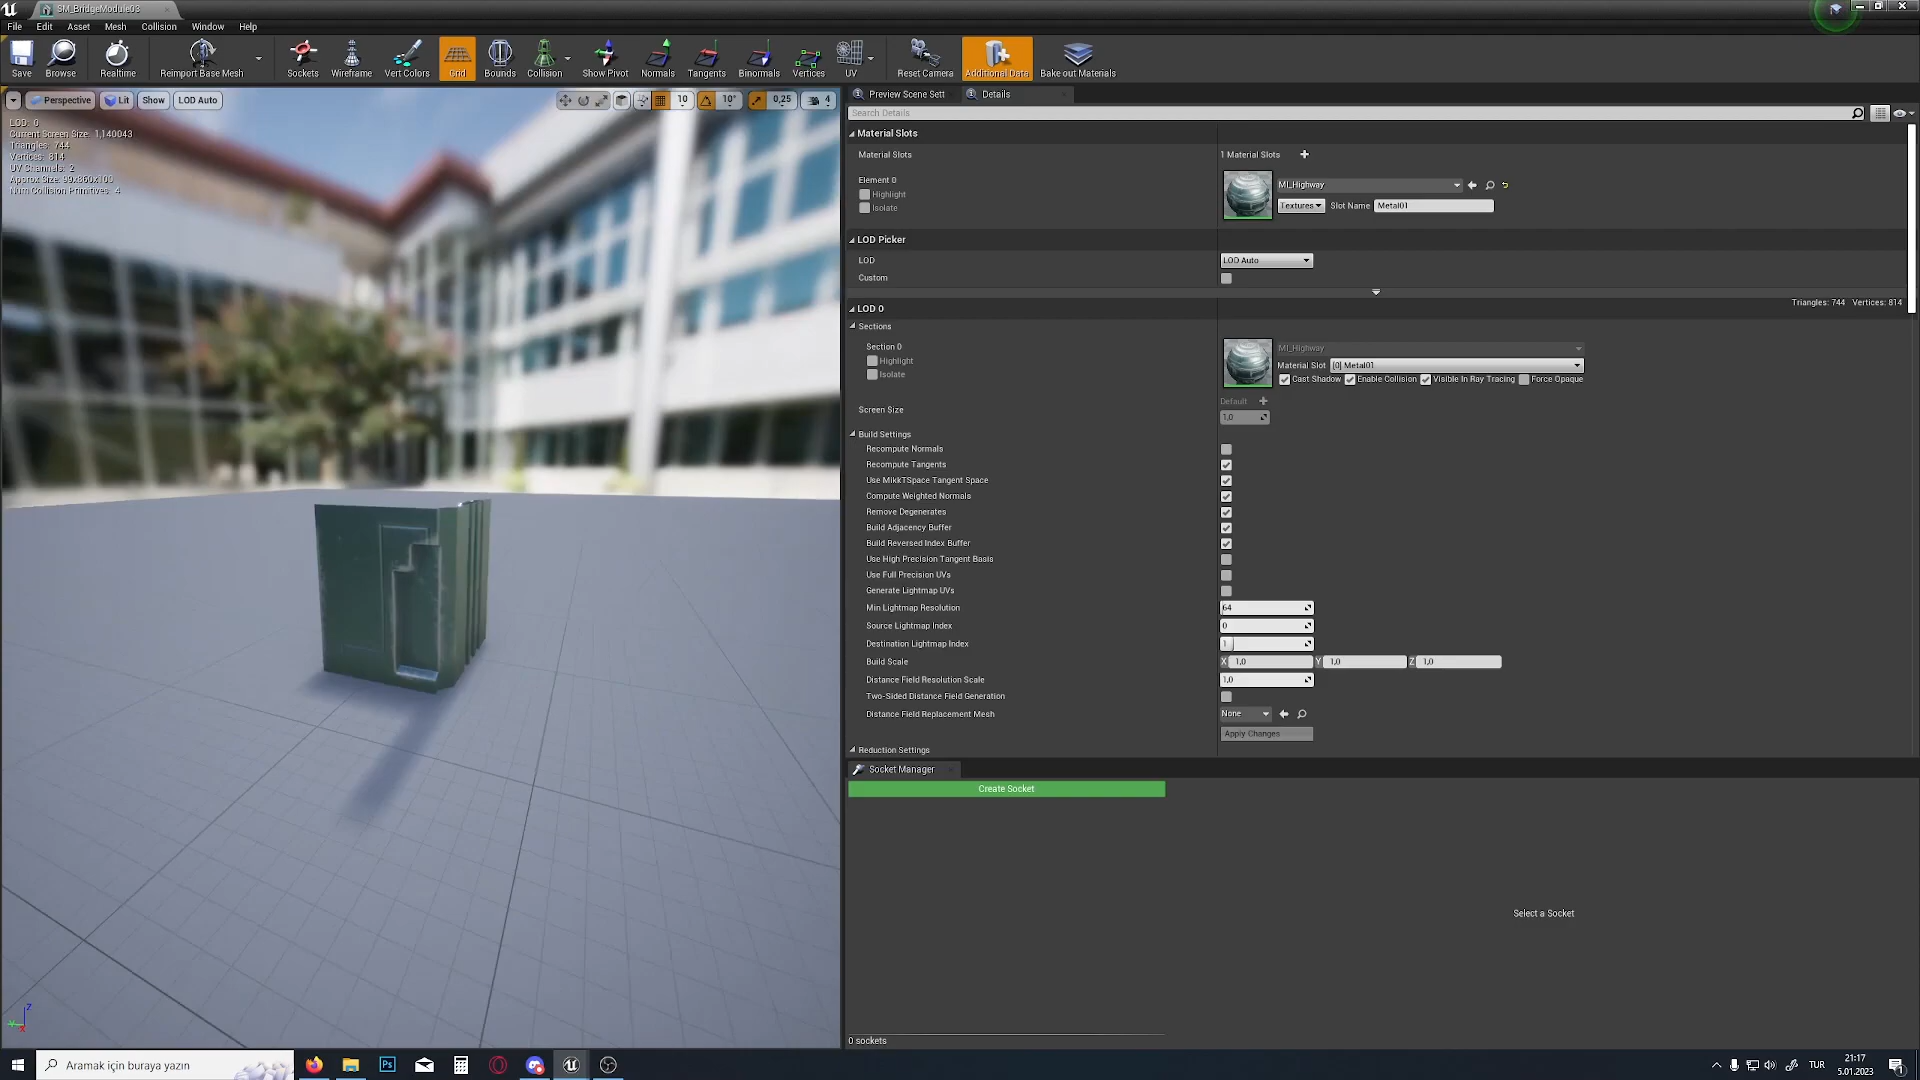 SM_BridgeModule03
File Edit Asset Mesh Collision Window Help
Save Browse Realtime Reimport Base Mesh Sockets Wireframe Vert Colors Grid Bounds Collision Show Pivot Normals Tangents Binormals Vertices UV Reset Camera Additional Data Bake out Materials
Perspective Lit Show LOD Auto 10 10° 0,25 4
LOD: 0
Current Screen Size: 1,140043
Triangles: 744
Vertices: 814
UV Channels: 2
Approx Size: 90x860x100
Num Collision Primitives: 4
Z
Y
X
Preview Scene Sett Details
Search Details
Material Slots
Material Slots 1 Material Slots
Element 0
Highlight
Isolate
MI_Highway
Textures Slot Name Metal01
LOD Picker
LOD LOD Auto
Custom
LOD 0 Triangles: 744 Vertices: 814
Sections
Section 0
Highlight
Isolate
MI_Highway
Material Slot [0] Metal01
Cast Shadow Enable Collision Visible In Ray Tracing Force Opaque
Default
Screen Size 1,0
Build Settings
Recompute Normals
Recompute Tangents
Use MikkTSpace Tangent Space
Compute Weighted Normals
Remove Degenerates
Build Adjacency Buffer
Build Reversed Index Buffer
Use High Precision Tangent Basis
Use Full Precision UVs
Generate Lightmap UVs
Min Lightmap Resolution 64
Source Lightmap Index 0
Destination Lightmap Index 1
Build Scale X 1,0 Y 1,0 Z 1,0
Distance Field Resolution Scale 1,0
Two-Sided Distance Field Generation
Distance Field Replacement Mesh None
Apply Changes
Reduction Settings
Socket Manager
Create Socket
Select a Socket
0 sockets
Aramak için buraya yazın
Ps
TUR
21:17
5.01.2023
1